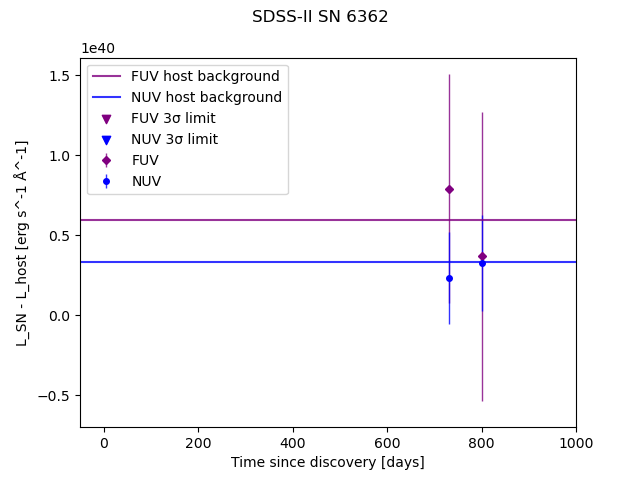 SDSS-II SN 6362
1e40
FUV host background
NUV host background
FUV 3σ limit
NUV 3σ limit
FUV
NUV
1.5
1.0
0.5
0.0
−0.5
L_SN - L_host [erg s^-1 Å^-1]
0 200 400 600 800 1000
Time since discovery [days]